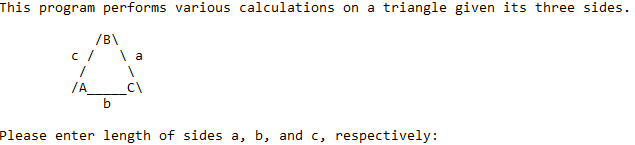 This program performs various calculations on a triangle given its three sides.
/B\
c /   \ a
/     \
/A_____C\
b
Please enter length of sides a, b, and c, respectively: